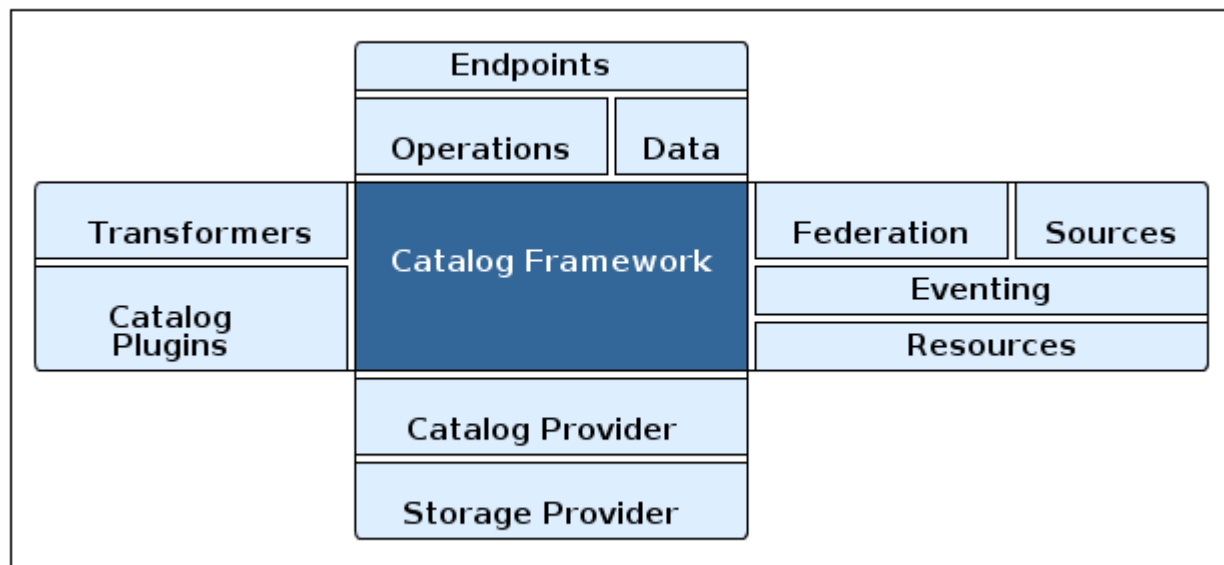 Endpoints
Operations
Data
Transformers
Catalog Framework
Federation
Sources
Eventing
Catalog
Plugins
Resources
Catalog Provider
Storage Provider